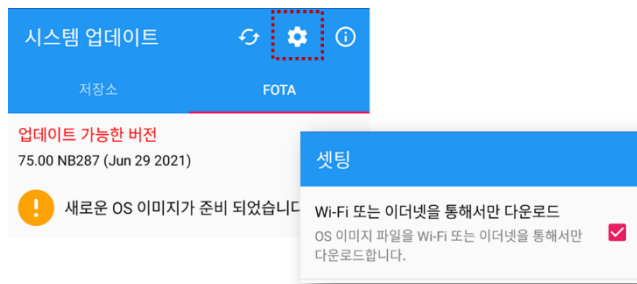 시스템 업데이트
저장소
FOTA
업데이트 가능한 버전
75.00 NB287 (Jun 29 2021)
새로운 OS 이미지가 준비 되었습니다
셋팅
Wi-Fi 또는 이더넷을 통해서만 다운로드
OS 이미지 파일을 Wi-Fi 또는 이더넷을 통해서만
다운로드합니다.